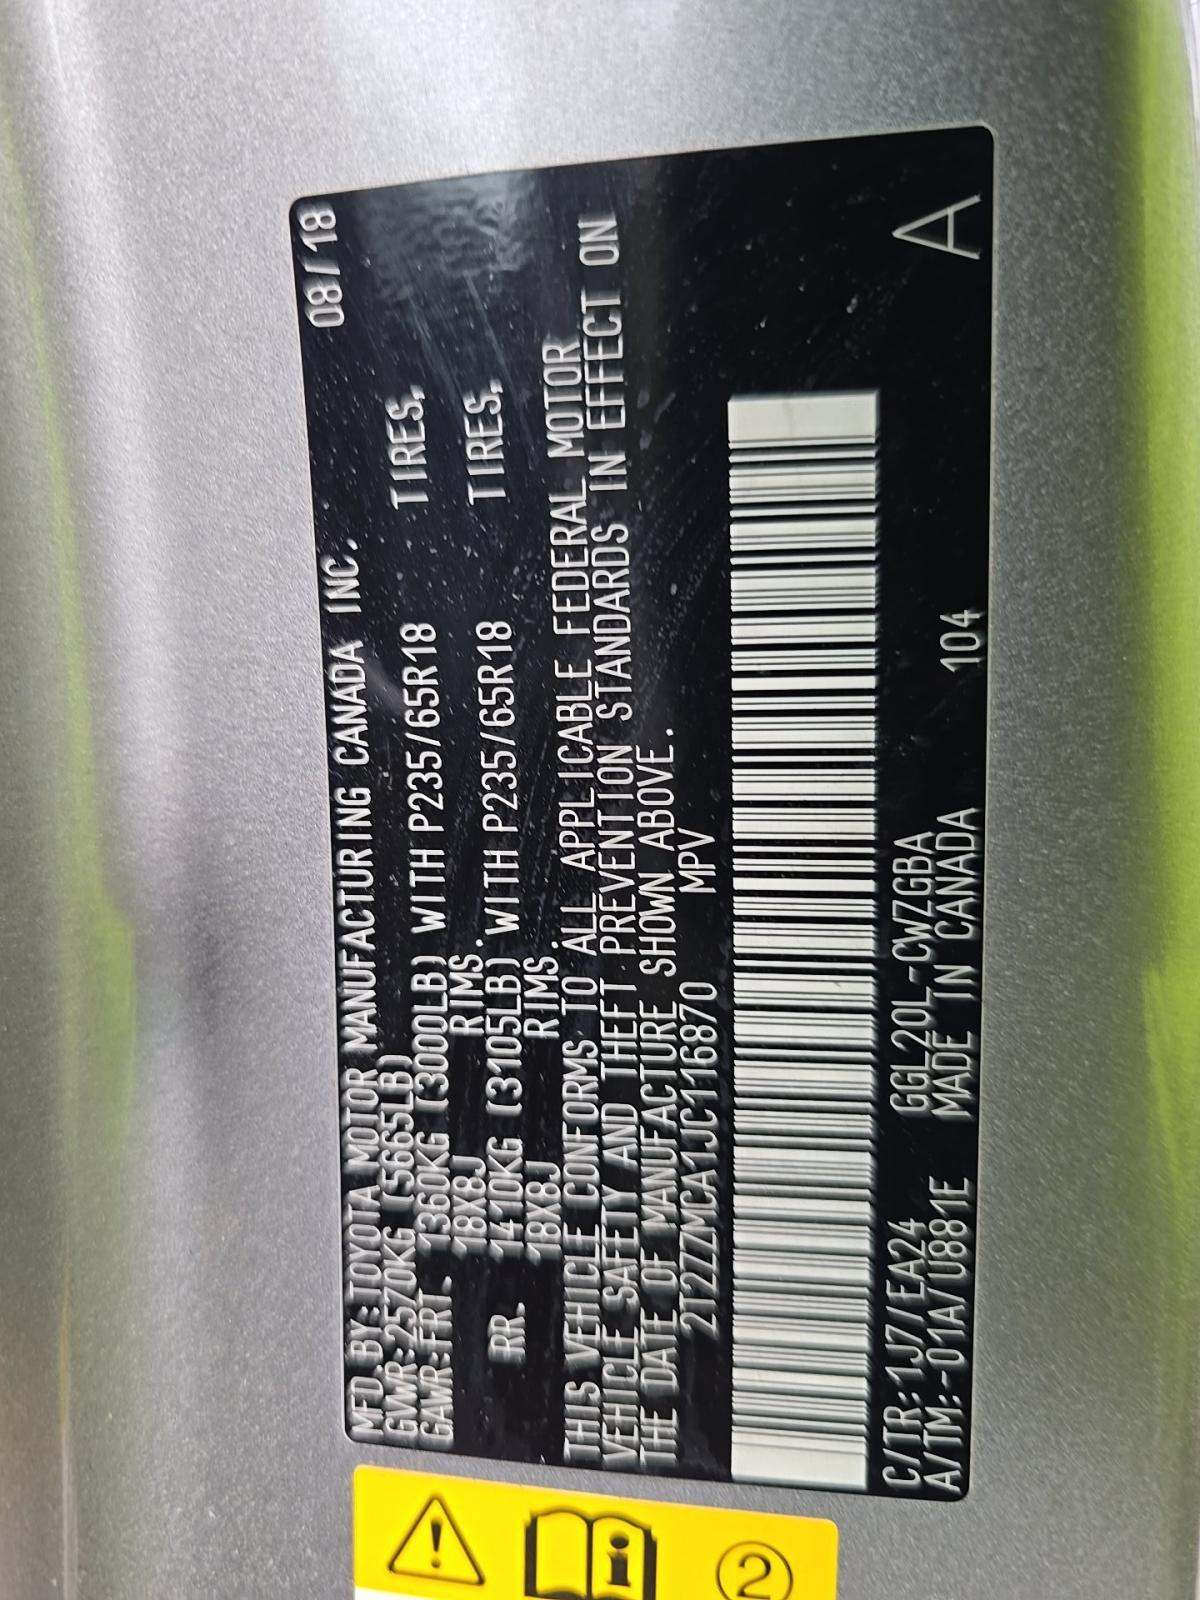 MFD. BY: TOYOTA MOTOR MANUFACTURING CANADA INC. 08/18
GVWR: 2570KG (5665LB)
GAWR: FRT. 1360KG (3000LB) WITH P235/65R18 TIRES,
18X8J RIMS.
RR. 1410KG (3105LB) WITH P235/65R18 TIRES,
18X8J RIMS.
THIS VEHICLE CONFORMS TO ALL APPLICABLE FEDERAL MOTOR
VEHICLE SAFETY AND THEFT PREVENTION STANDARDS IN EFFECT ON
THE DATE OF MANUFACTURE SHOWN ABOVE.
2T2ZZMCA1JC116870 MPV
C/TR: 1J7/EA24 GGL20L-CWZGBA
A/TM: -01A/U881E MADE IN CANADA 104 A
2